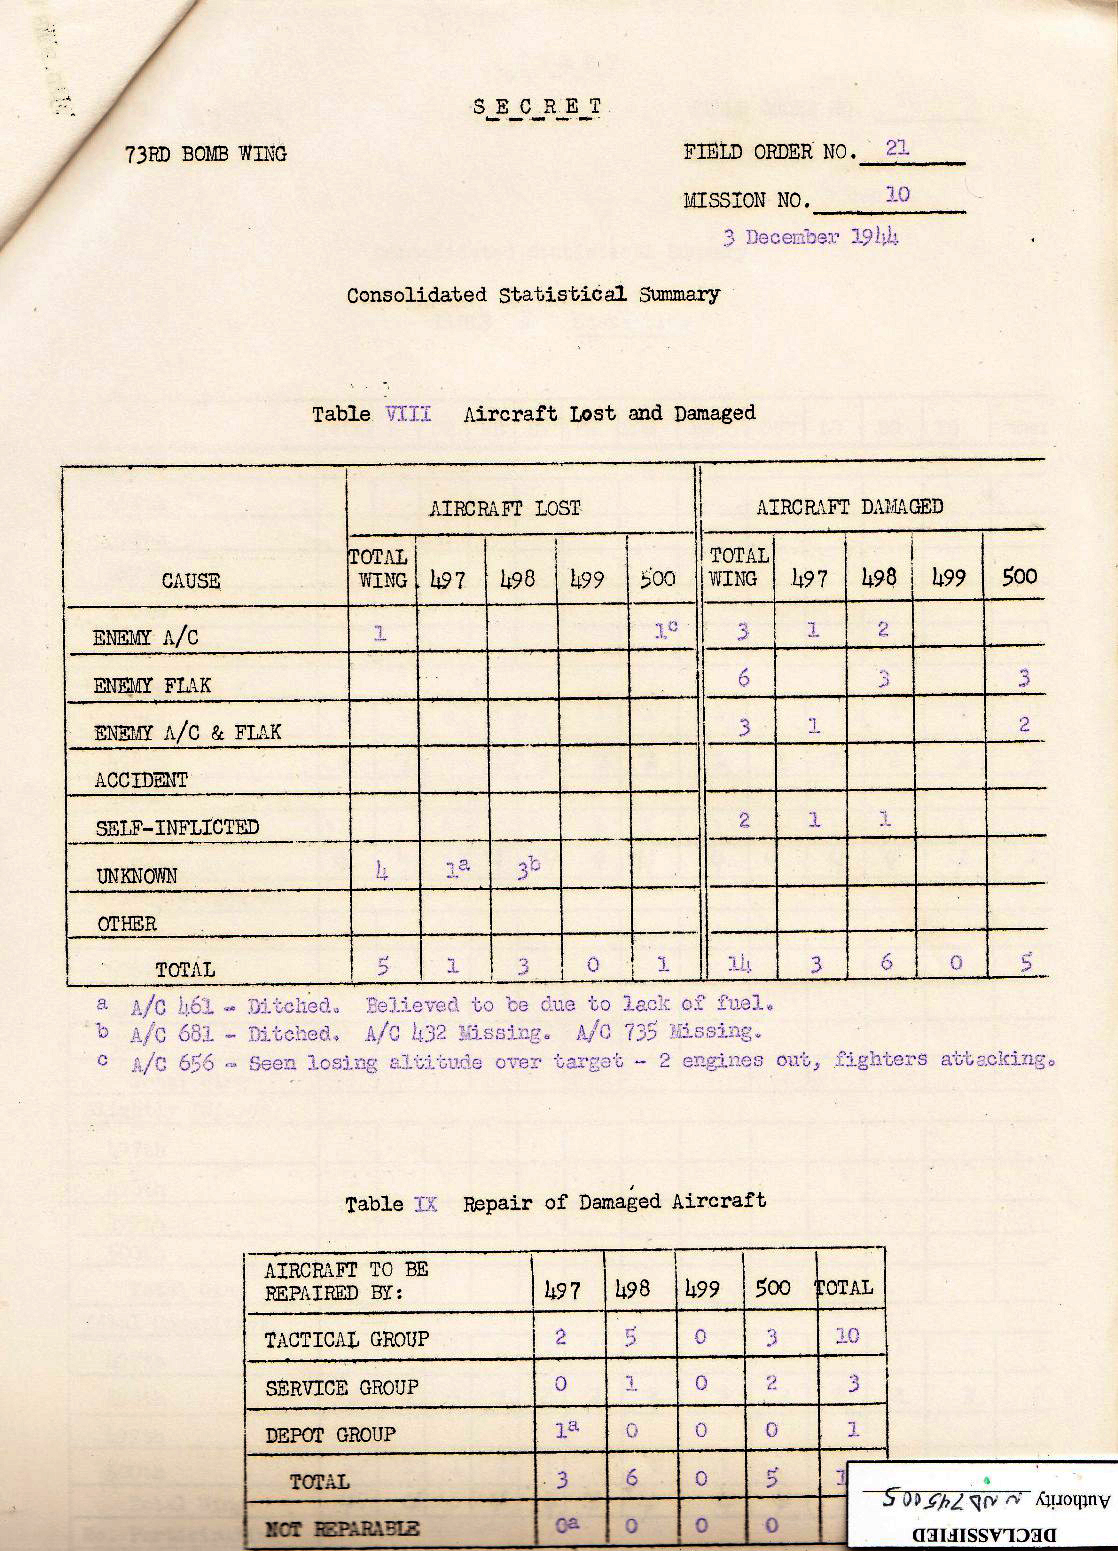 SECRET
73RD BOMB WING FIELD ORDER NO. 21
MISSION NO. 10
3 December 1944
Consolidated Statistical Summary
Table VIII Aircraft Lost and Damaged
AIRCRAFT LOST AIRCRAFT DAMAGED
CAUSE TOTAL WING 497 498 499 500 TOTAL WING 497 498 499 500
ENEMY A/C 1 1c 3 1 2
ENEMY FLAK 6 3 3
ENEMY A/C & FLAK 3 1 2
ACCIDENT
SELF-INFLICTED 2 1 1
UNKNOWN 4 1a 3b
OTHER
TOTAL 5 1 3 0 1 14 3 6 0 5
a A/C 461 - Ditched. Believed to be due to lack of fuel.
b A/C 681 - Ditched. A/C 432 Missing. A/C 735 Missing.
c A/C 656 - Seen losing altitude over target - 2 engines out, fighters attacking.
Table IX Repair of Damaged Aircraft
AIRCRAFT TO BE
REPAIRED BY: 497 498 499 500 TOTAL
TACTICAL GROUP 2 5 0 3 10
SERVICE GROUP 0 1 0 2 3
DEPOT GROUP 1a 0 0 0 1
TOTAL 3 6 0 5
NOT REPARABLE 0a 0 0 0
DECLASSIFIED
Authority NND 745005